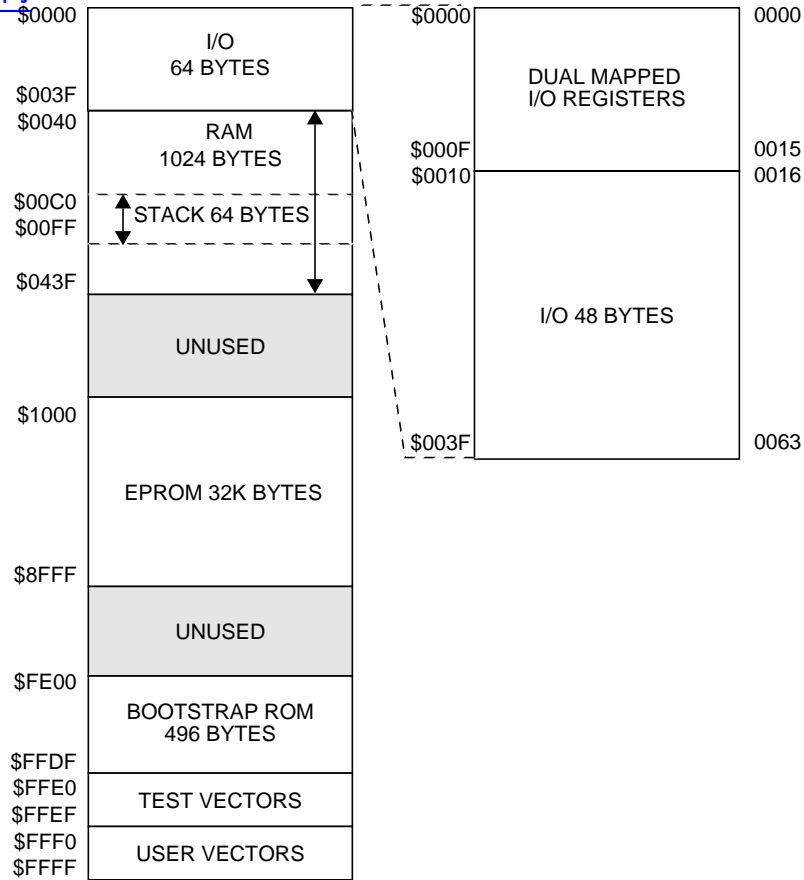 $0000
I/O
64 BYTES
$003F
$0040
RAM
1024 BYTES
$00C0
STACK 64 BYTES
$00FF
$043F
UNUSED
$1000
EPROM 32K BYTES
$8FFF
UNUSED
$FE00
BOOTSTRAP ROM
496 BYTES
$FFDF
$FFE0
TEST VECTORS
$FFEF
$FFF0
USER VECTORS
$FFFF
$0000
0000
DUAL MAPPED
I/O REGISTERS
$000F
0015
$0010
0016
I/O 48 BYTES
$003F
0063